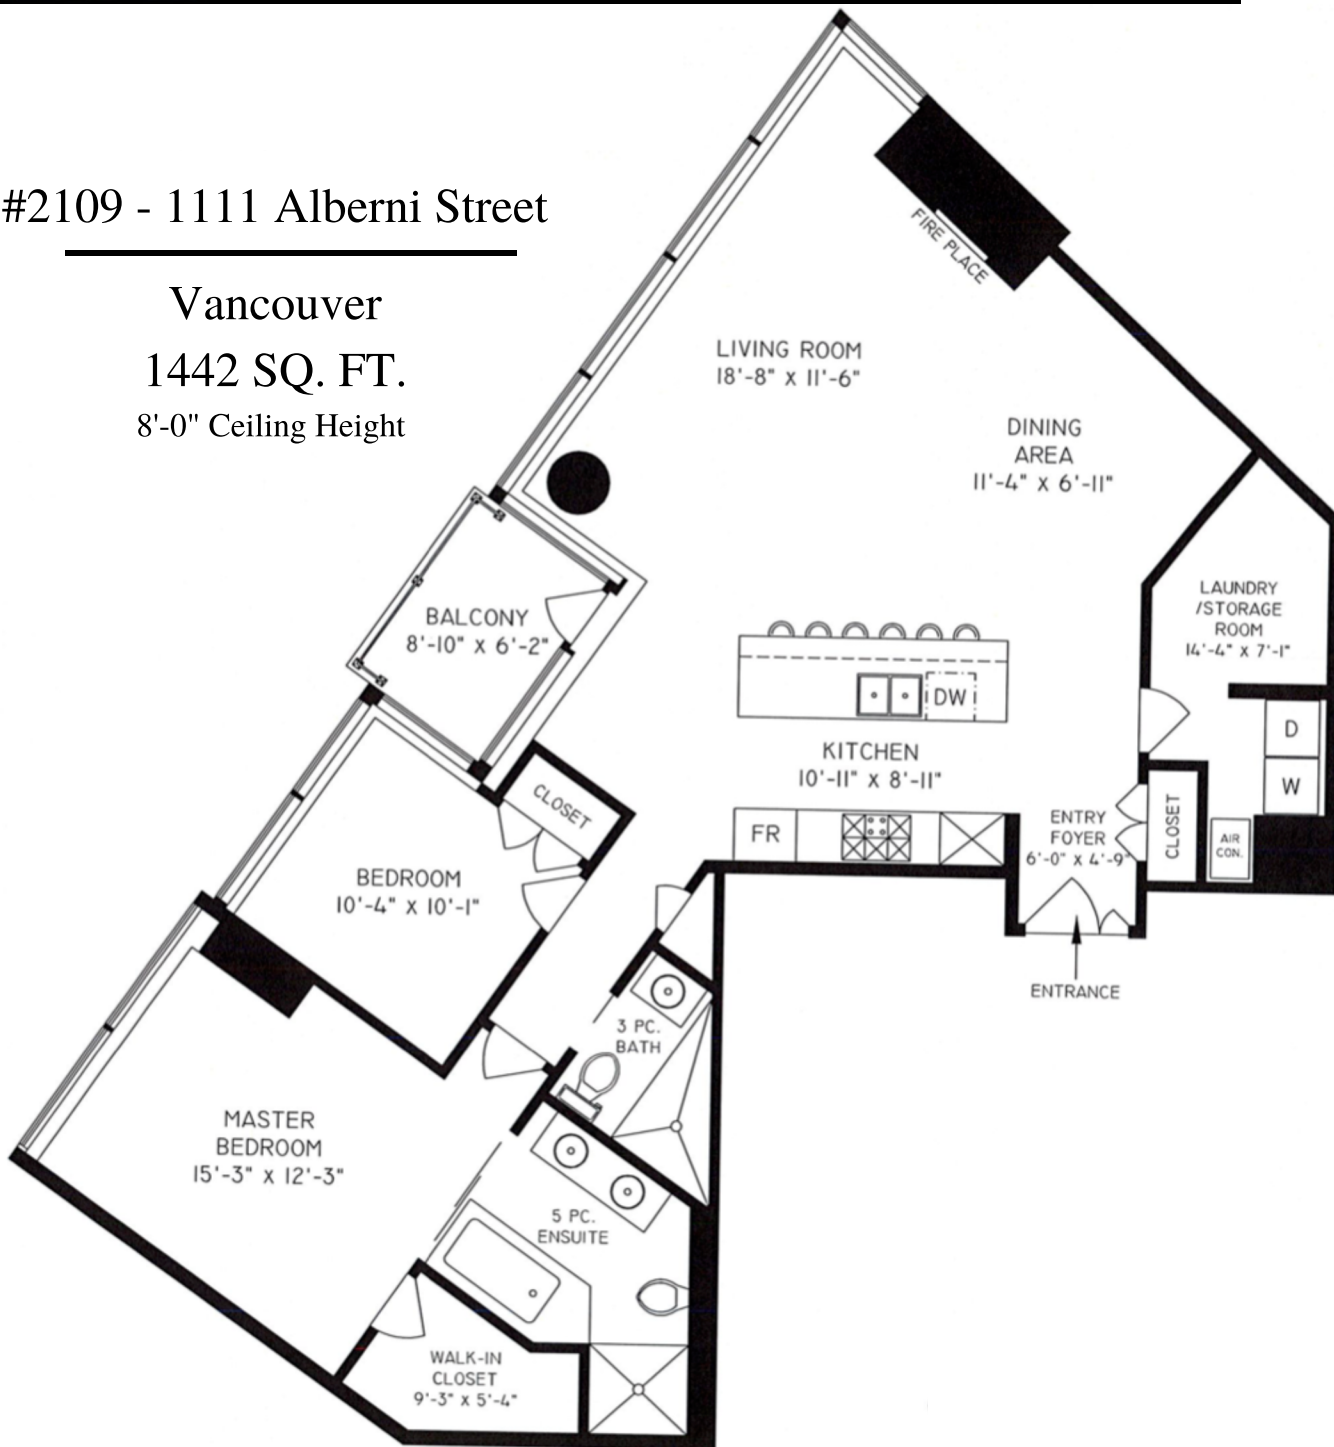 #2109 - 1111 Alberni Street
Vancouver
1442 SQ. FT.
8'-0" Ceiling Height
FIRE PLACE
LIVING ROOM
18'-8" X 11'-6"
DINING
AREA
11'-4" X 6'-11"
LAUNDRY
/STORAGE
ROOM
14'-4" X 7'-1"
BALCONY
8'-10" X 6'-2"
DW
D
W
KITCHEN
10'-11" X 8'-11"
CLOSET
FR
ENTRY
FOYER
6'-0" X 4'-9"
CLOSET
AIR
CON.
BEDROOM
10'-4" X 10'-1"
ENTRANCE
3 PC.
BATH
MASTER
BEDROOM
15'-3" X 12'-3"
5 PC.
ENSUITE
WALK-IN
CLOSET
9'-3" X 5'-4"